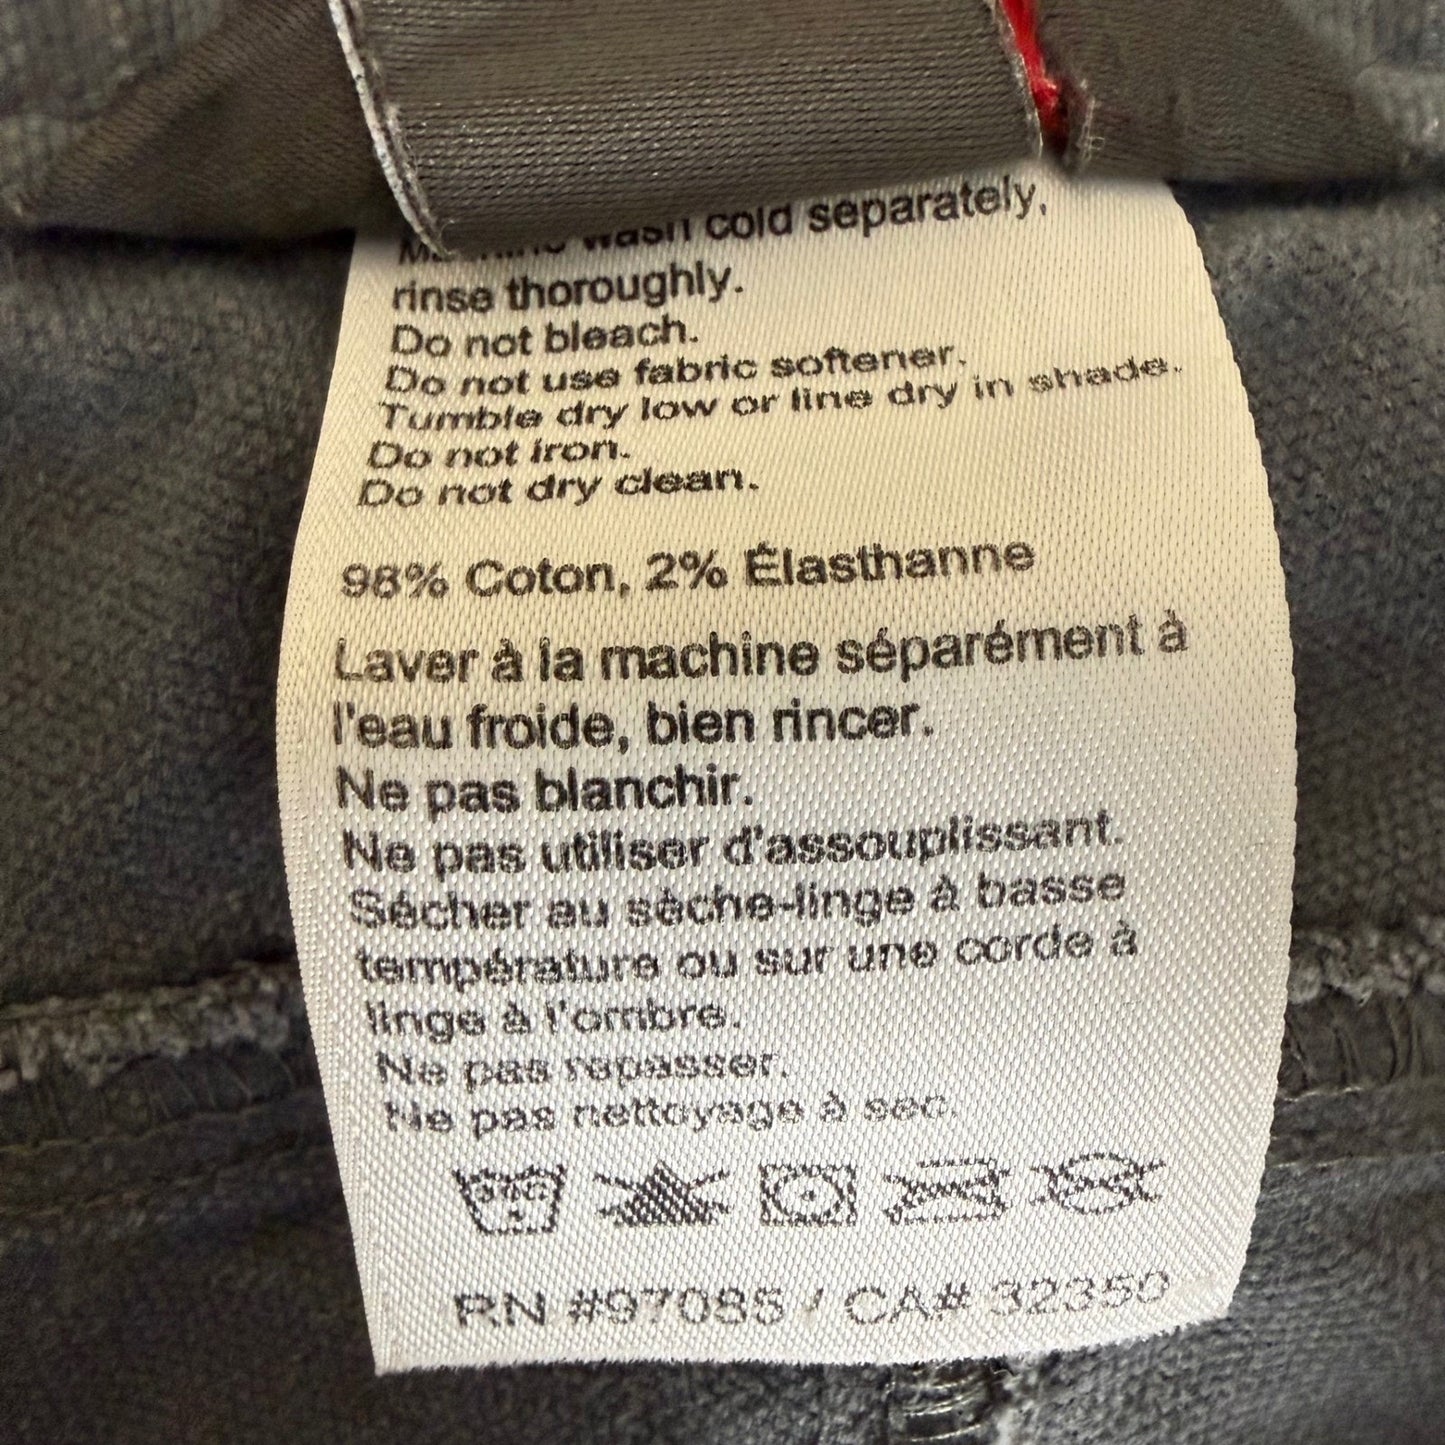 Machine wash cold separately,
rinse thoroughly.
Do not bleach.
Do not use fabric softener.
Tumble dry low or line dry in shade.
Do not iron.
Do not dry clean.
98% Coton, 2% Élasthanne
Laver à la machine séparément à
l'eau froide, bien rincer.
Ne pas blanchir.
Ne pas utiliser d'assouplissant.
Sécher au sèche-linge à basse
température ou sur une corde à
linge à l'ombre.
Ne pas repasser.
Ne pas nettoyage à sec.
30C
RN #97085 / CA# 32350